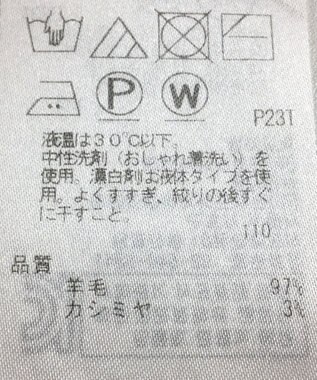 P W
P231
液温は30℃以下。
中性洗剤（おしゃれ着洗い）を
使用。漂白剤は液体タイプを使
用。よくすすぎ、絞りの後すぐ
に干すこと。
110
品質
羊毛 97%
カシミヤ 3%